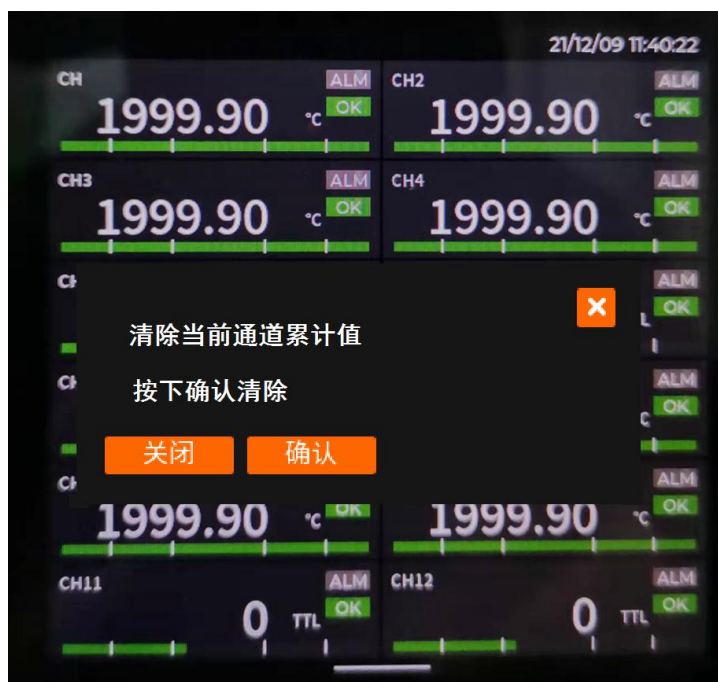 21/12/09 11:40:22
CH ALM CH2 ALM
1999.90 °C OK 1999.90 °C OK
CH3 ALM CH4 ALM
1999.90 °C OK 1999.90 °C OK
ALM
OK
清除当前通道累计值
按下确认清除
ALM
OK
关闭 确认
ALM
1999.90 °C OK 1999.90 °C OK
CH11 ALM CH12 ALM
0 TTL OK 0 TTL OK